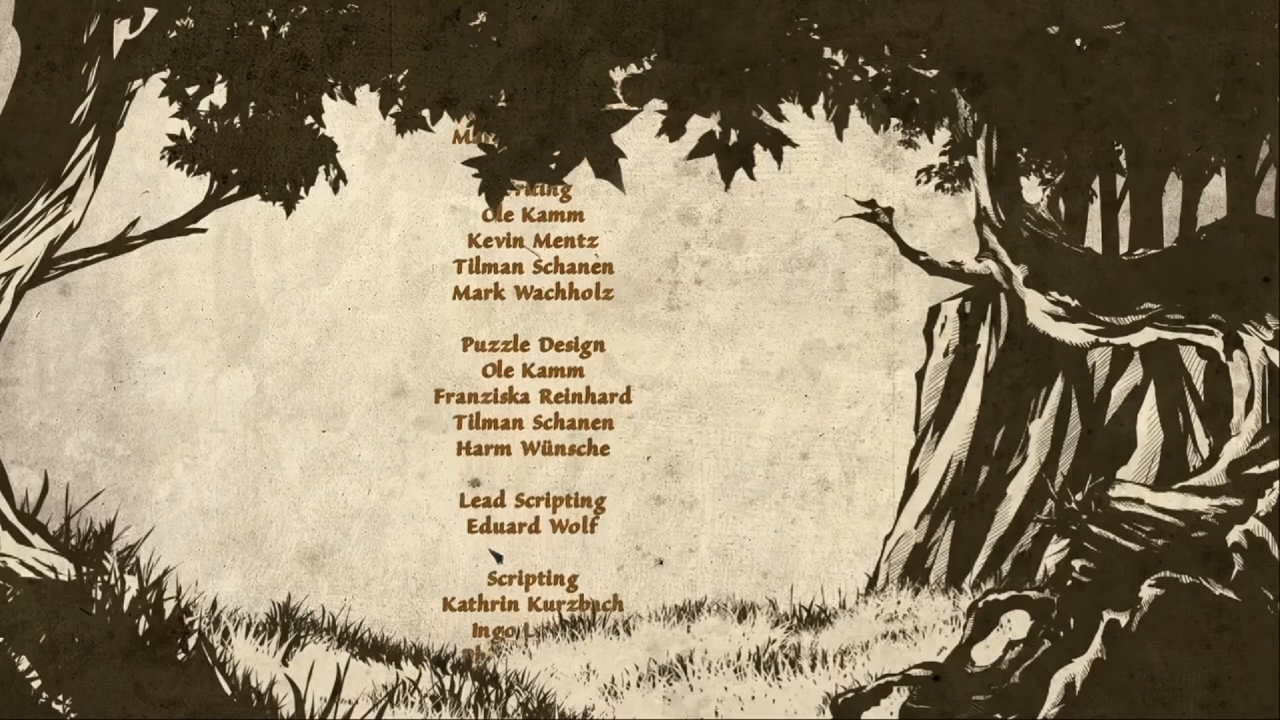 Ole Kamm
Kevin Mentz
Tilman Schanen
Mark Wachholz
Puzzle Design
Ole Kamm
Franziska Reinhard
Tilman Schanen
Harm Wünsche
Lead Scripting
Eduard Wolf
Scripting
Kathrin Kurzbach
Ingo